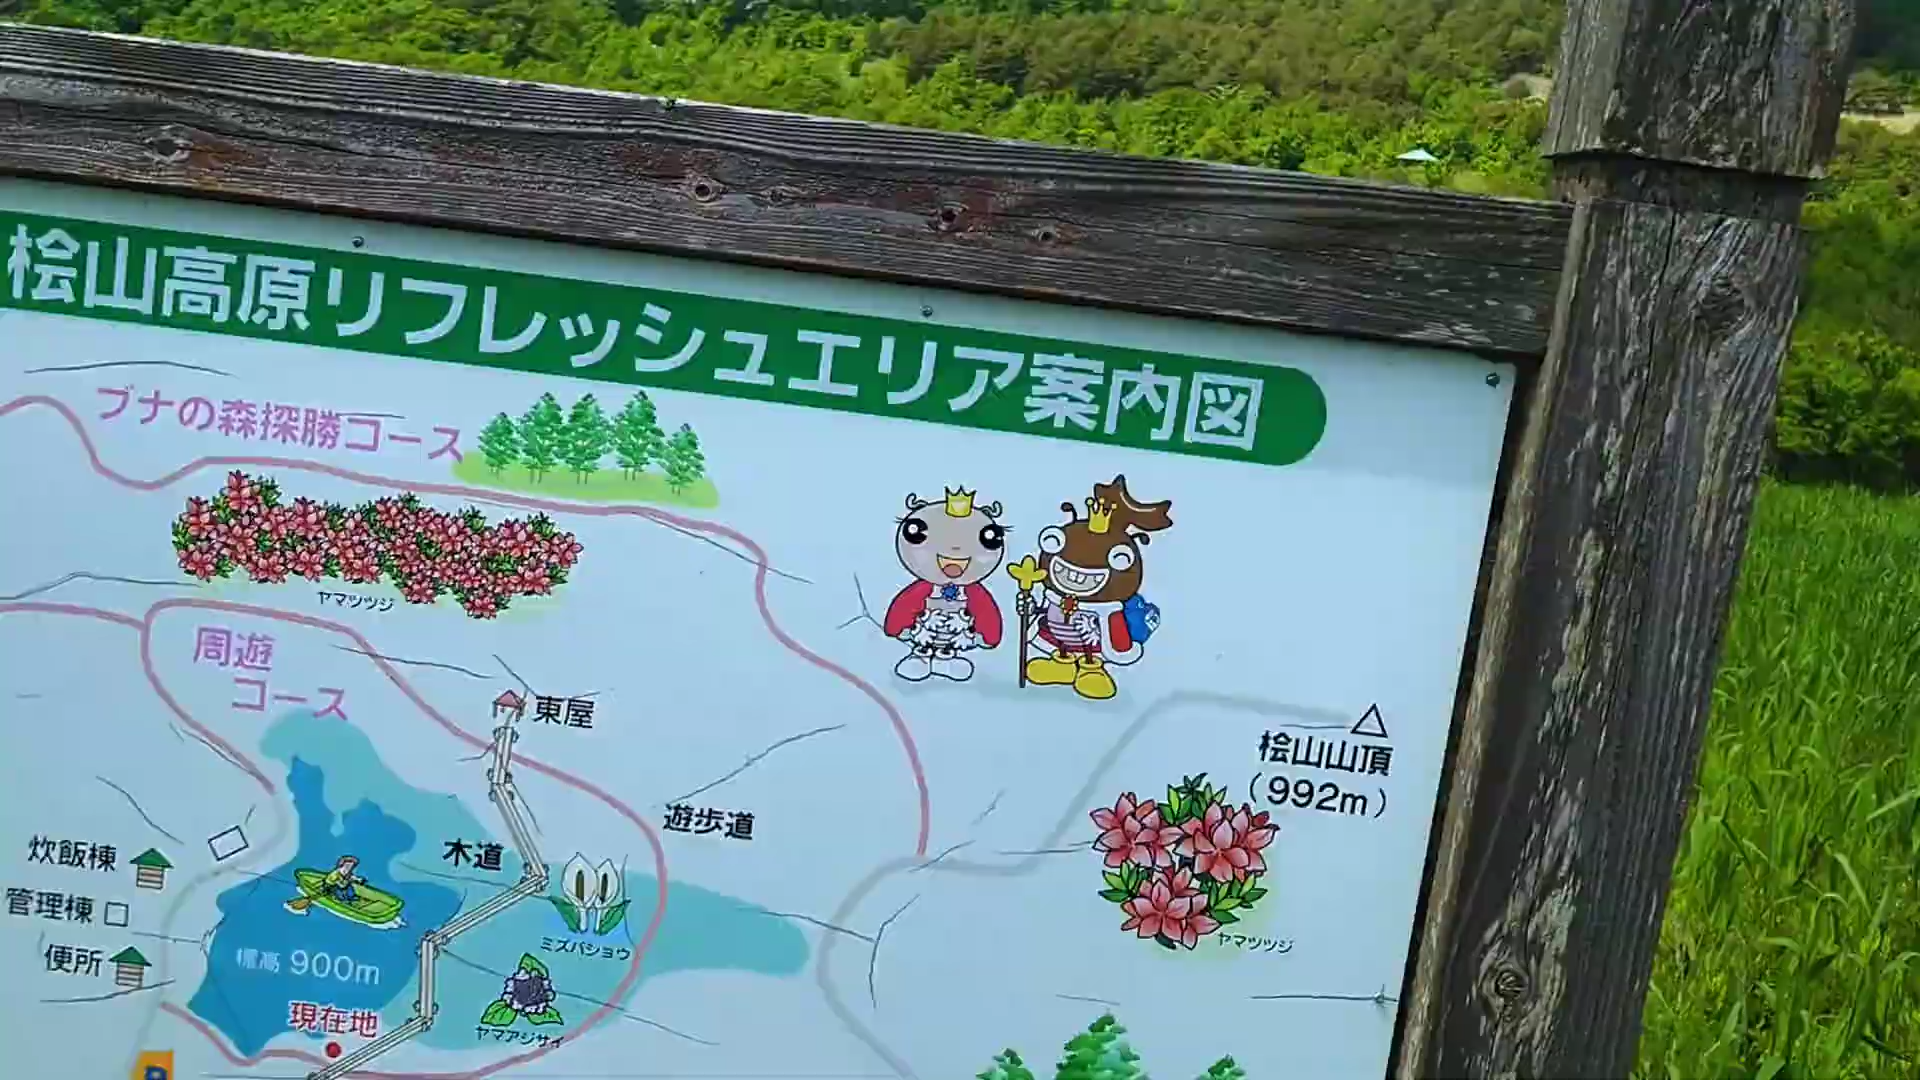 桧山高原リフレッシュエリア案内図
ブナの森探勝コース
ヤマツツジ
周遊
コース
東屋
桧山山頂
(992m)
遊歩道
木道
炊飯棟
管理棟
便所
ミズバショウ
ヤマツツジ
標高 900m
現在地
ヤマアジサイ
P